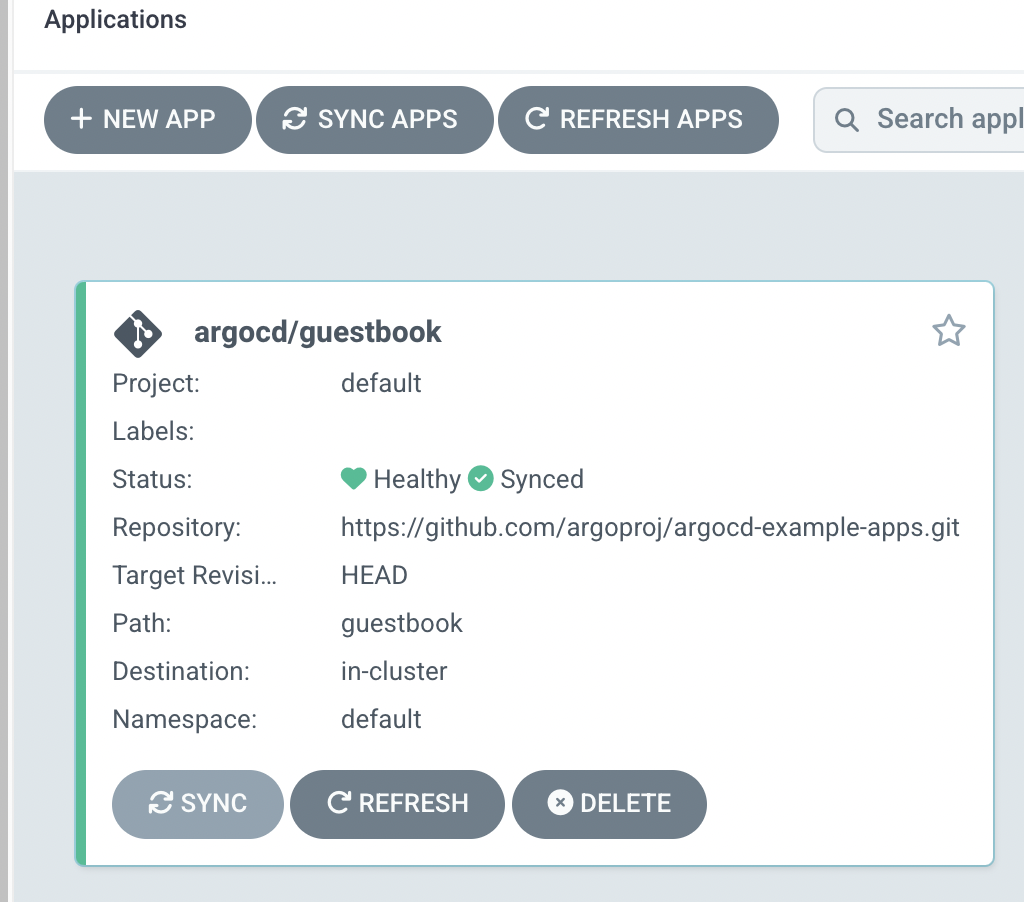 Applications
NEW APP SYNC APPS REFRESH APPS Search appl
argocd/guestbook
Project: default
Labels:
Status: Healthy Synced
Repository: https://github.com/argoproj/argocd-example-apps.git
Target Revisi... HEAD
Path: guestbook
Destination: in-cluster
Namespace: default
SYNC REFRESH DELETE